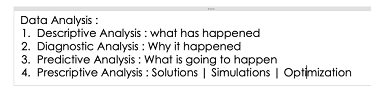 Data Analysis :
1. Descriptive Analysis : what has happened
2. Diagnostic Analysis : Why it happened
3. Predictive Analysis : What is going to happen
4. Prescriptive Analysis : Solutions | Simulations | Optimization